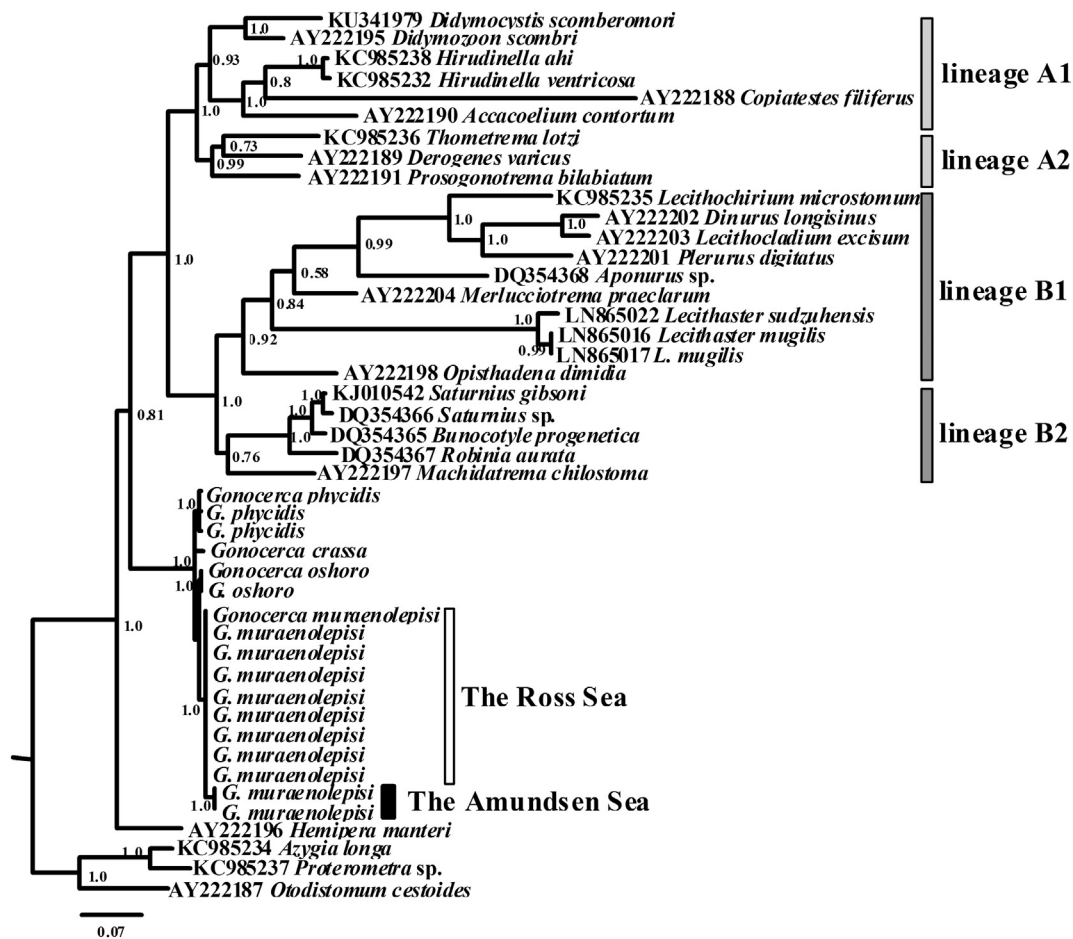 KU341979 Didymocystis scomberomori
1.0
AY222195 Didymozoon scombri
0.93
KC985238 Hirudinella ahi
1.0
0.8
KC985232 Hirudinella ventricosa
lineage A1
AY222188 Copiatestes filiferus
1.0
1.0
AY222190 Accacoelium contortum
KC985236 Thometrema lotzi
0.73
AY222189 Derogenes varicus
0.99
lineage A2
AY222191 Prosogonotrema bilabiatum
KC985235 Lecithochirium microstomum
AY222202 Dinurus longisinus
1.0
1.0
AY222203 Lecithocladium excisum
1.0
0.99
AY222201 Plerurus digitatus
1.0
0.58
DQ354368 Aponurus sp.
AY222204 Merlucciotrema praeclarum
lineage B1
0.84
LN865022 Lecithaster sudzuhensis
1.0
LN865016 Lecithaster mugilis
0.92
0.99
LN865017 L. mugilis
AY222198 Opisthadena dimidia
KJ010542 Saturnius gibsoni
1.0
1.0
DQ354366 Saturnius sp.
1.0
0.81
DQ354365 Bunocotyle progenetica
1.0
lineage B2
DQ354367 Robinia aurata
0.76
AY222197 Machidatrema chilostoma
Gonocerca phycidis
1.0
G. phycidis
G. phycidis
Gonocerca crassa
1.0
Gonocerca oshoro
1.0
G. oshoro
Gonocerca muraenolepisi
1.0
G. muraenolepisi
G. muraenolepisi
G. muraenolepisi
G. muraenolepisi
The Ross Sea
1.0
G. muraenolepisi
G. muraenolepisi
G. muraenolepisi
G. muraenolepisi
G. muraenolepisi
1.0
The Amundsen Sea
G. muraenolepisi
AY222196 Hemipera manteri
KC985234 Azygia longa
1.0
KC985237 Proterometra sp.
1.0
AY222187 Otodistomum cestoides
0.07